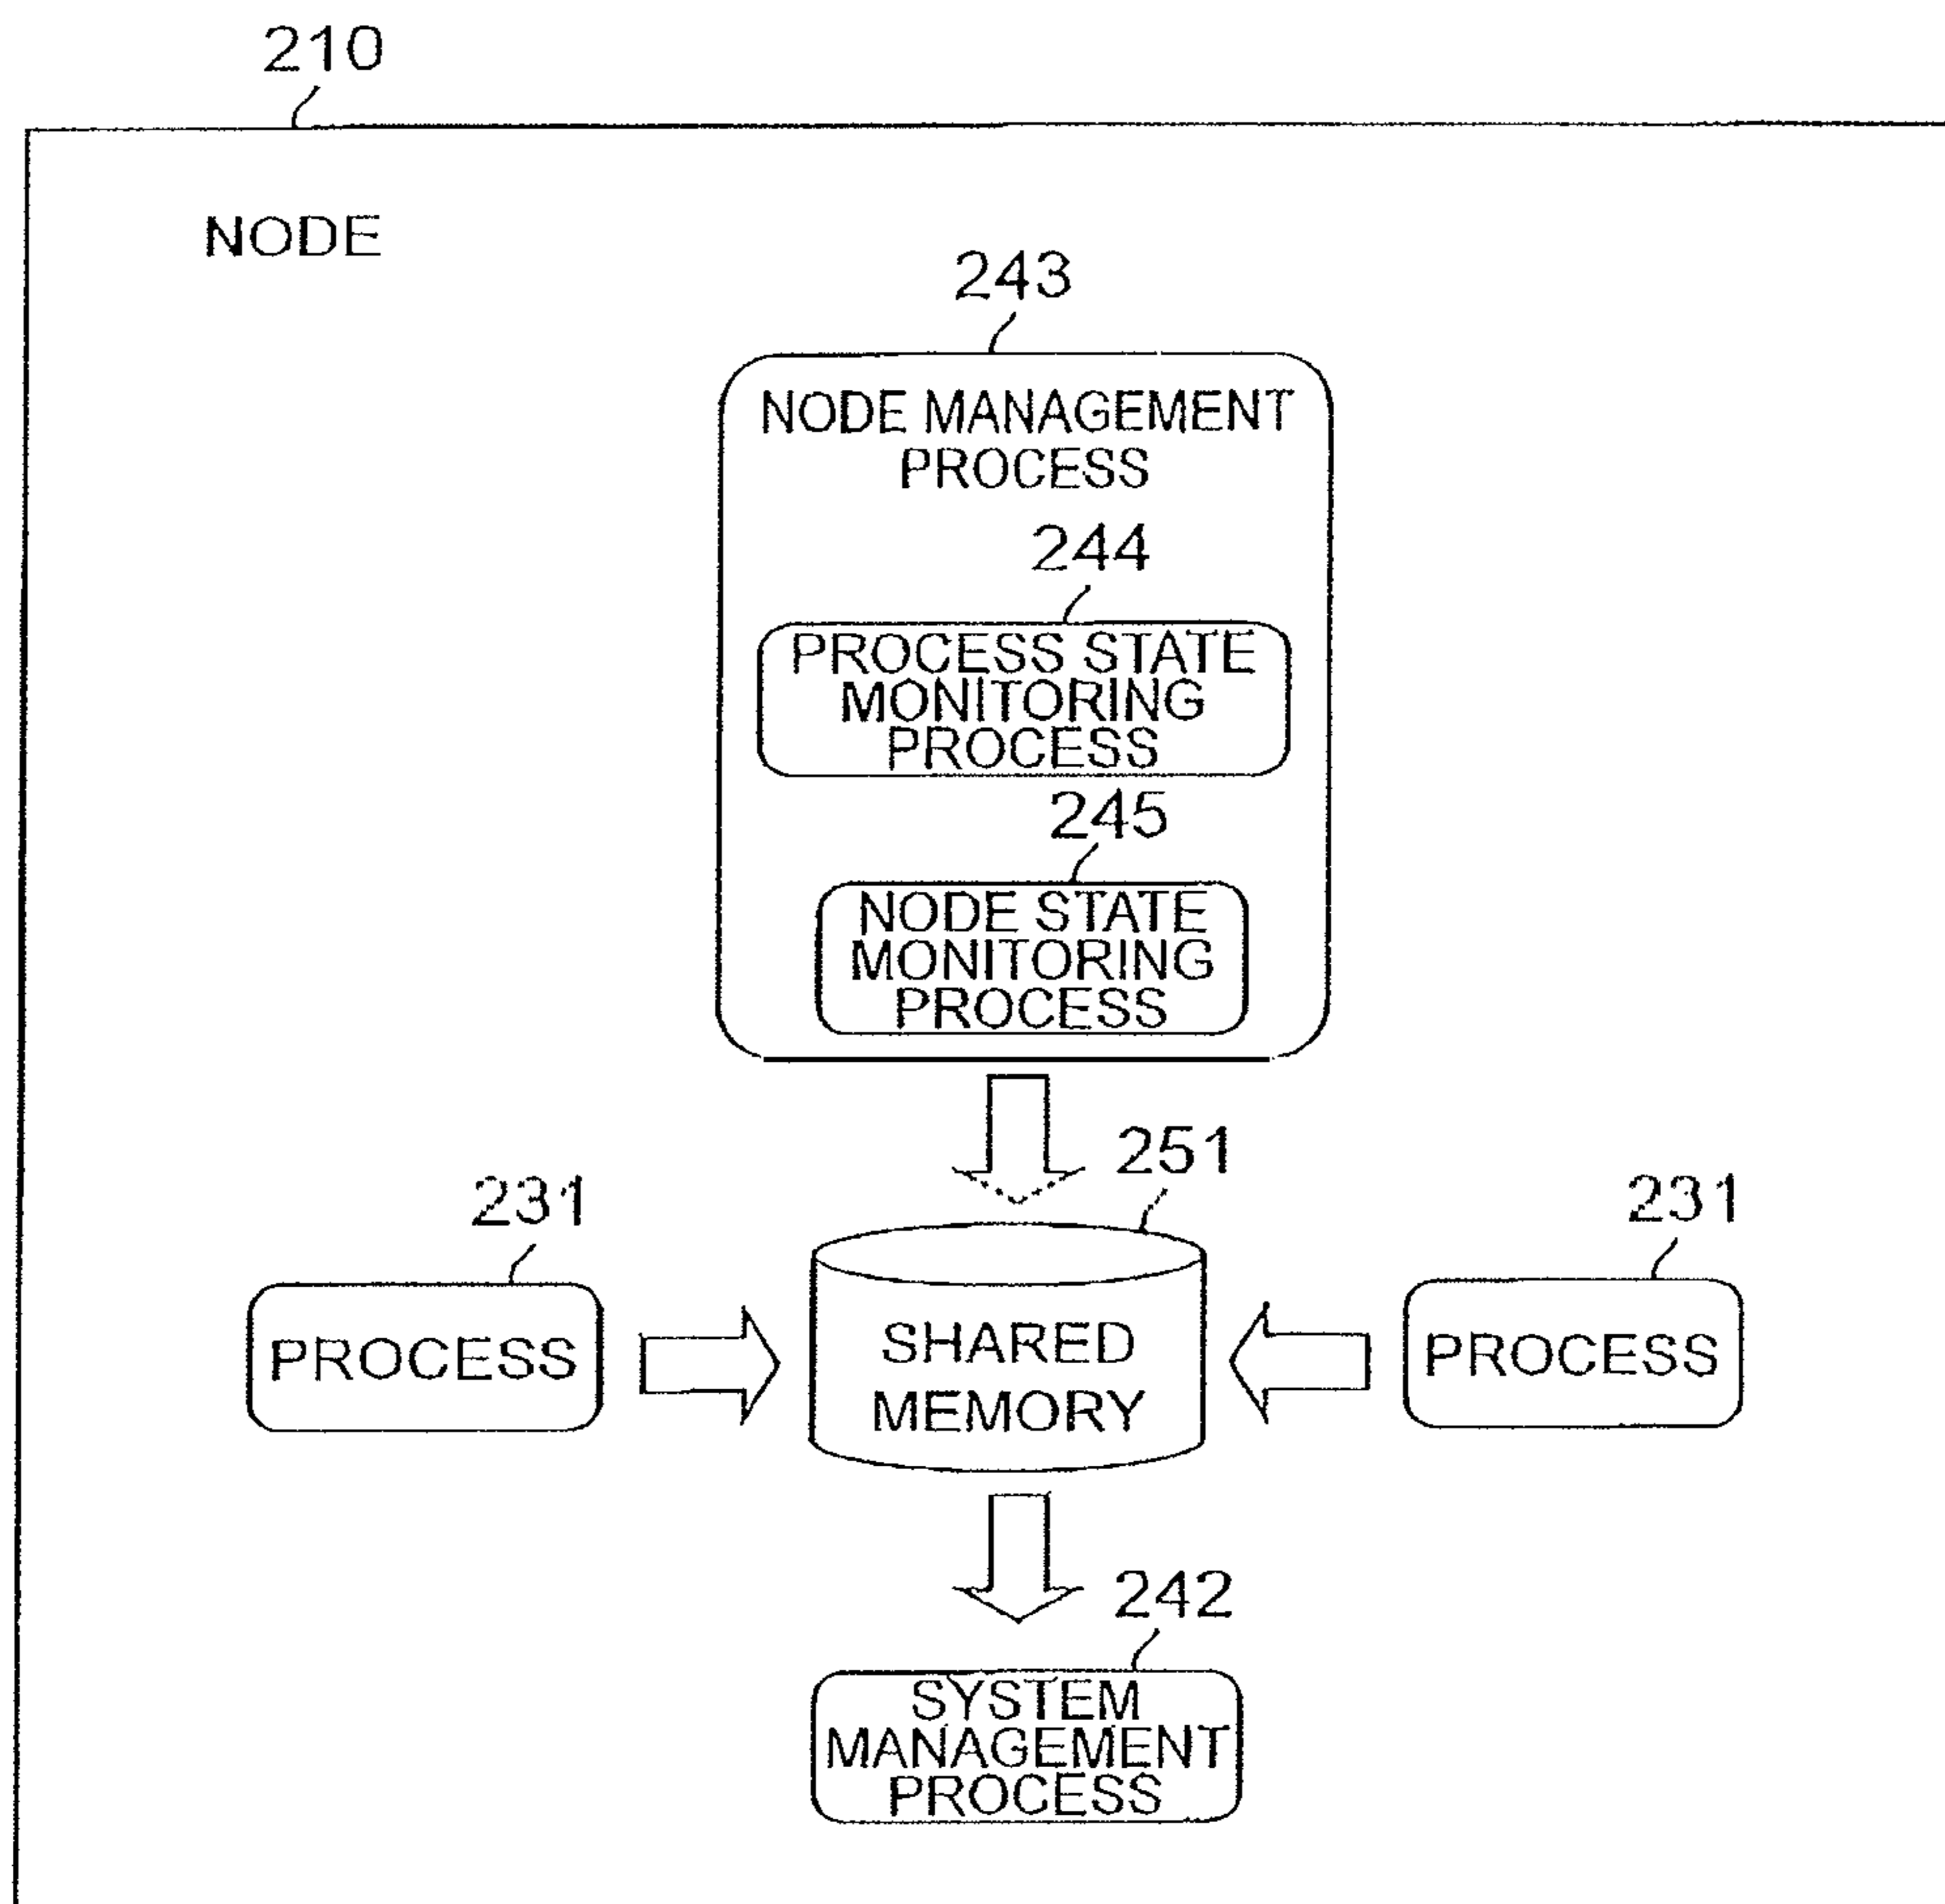 210
NODE
243
NODE MANAGEMENT
PROCESS
244
PROCESS STATE
MONITORING
PROCESS
245
NODE STATE
MONITORING
PROCESS
251
231
231
PROCESS
SHARED
MEMORY
PROCESS
242
SYSTEM
MANAGEMENT
PROCESS